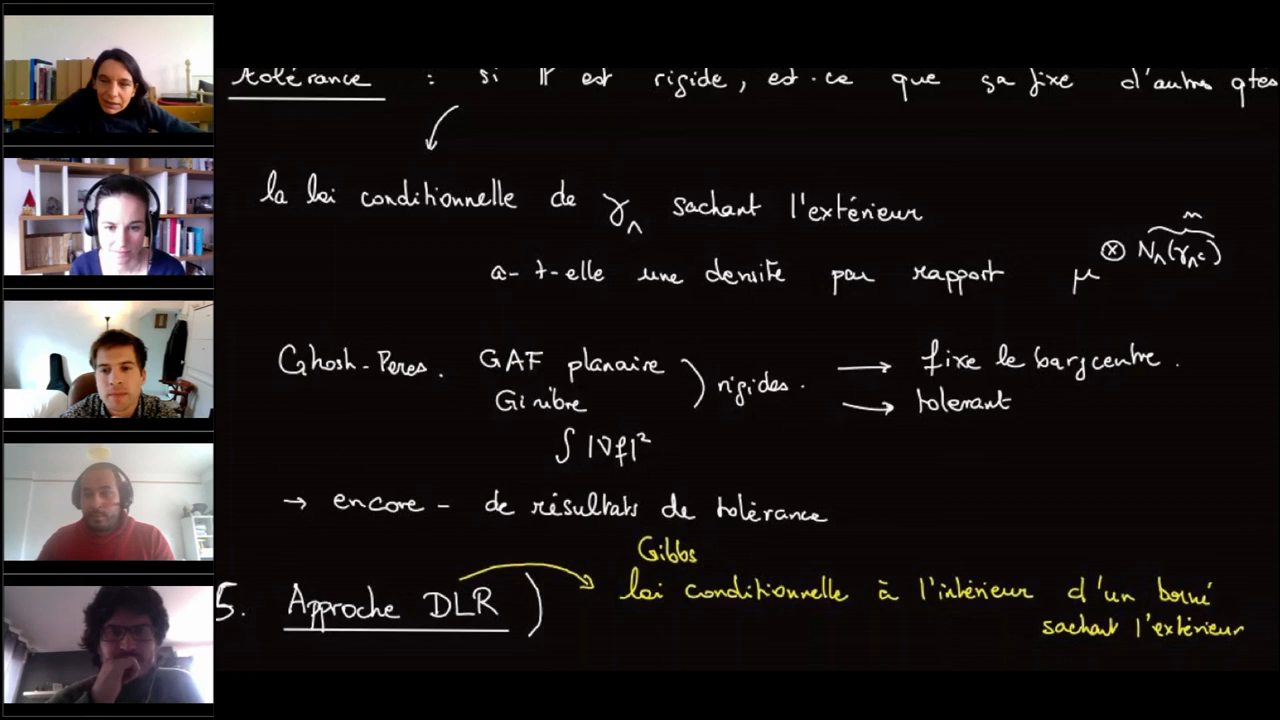 tolérance : si Γ est rigide, est-ce que ça fixe d'autres qtés
la loi conditionnelle de γ_Λ sachant l'extérieur
n
a-t-elle une densité par rapport μ^{⊗ N_Λ(γ_Λc)}
Ghosh-Peres. GAF planaire → fixe le barycentre.
Ginibre ) rigides. → tolerant
∫ |∇f|²
→ encore - de résultats de tolérance
Gibbs
5. Approche DLR ) loi conditionnelle à l'intérieur d'un borné
sachant l'extérieur